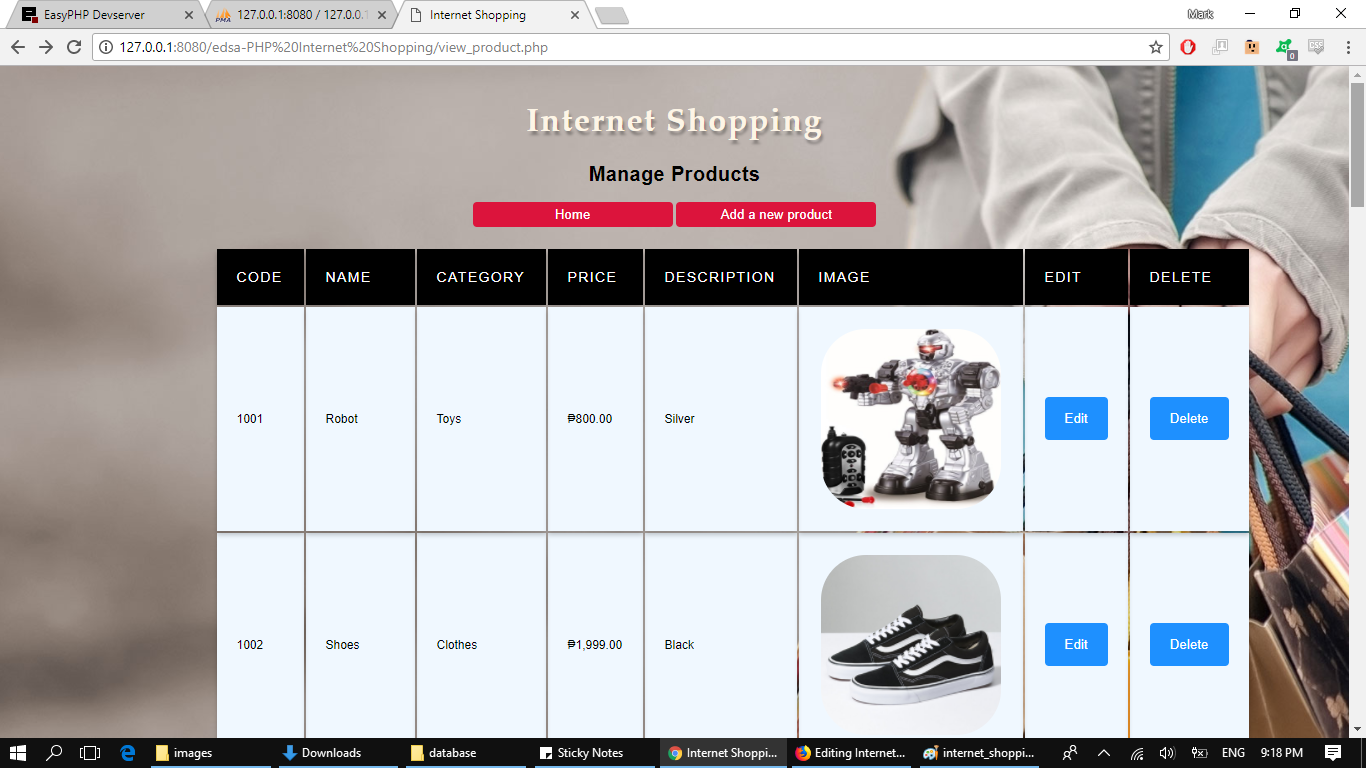 EasyPHP Devserver
127.0.0.1:8080 / 127.0.0.1
Internet Shopping
Mark
127.0.0.1:8080/edsa-PHP%20Internet%20Shopping/view_product.php
0
Internet Shopping
Manage Products
Home Add a new product
CODE NAME CATEGORY PRICE DESCRIPTION IMAGE EDIT DELETE
1001 Robot Toys ₱800.00 Silver Edit Delete
1002 Shoes Clothes ₱1,999.00 Black Edit Delete
images Downloads database Sticky Notes Internet Shoppi... Editing Internet... internet_shoppi... ENG 9:18 PM